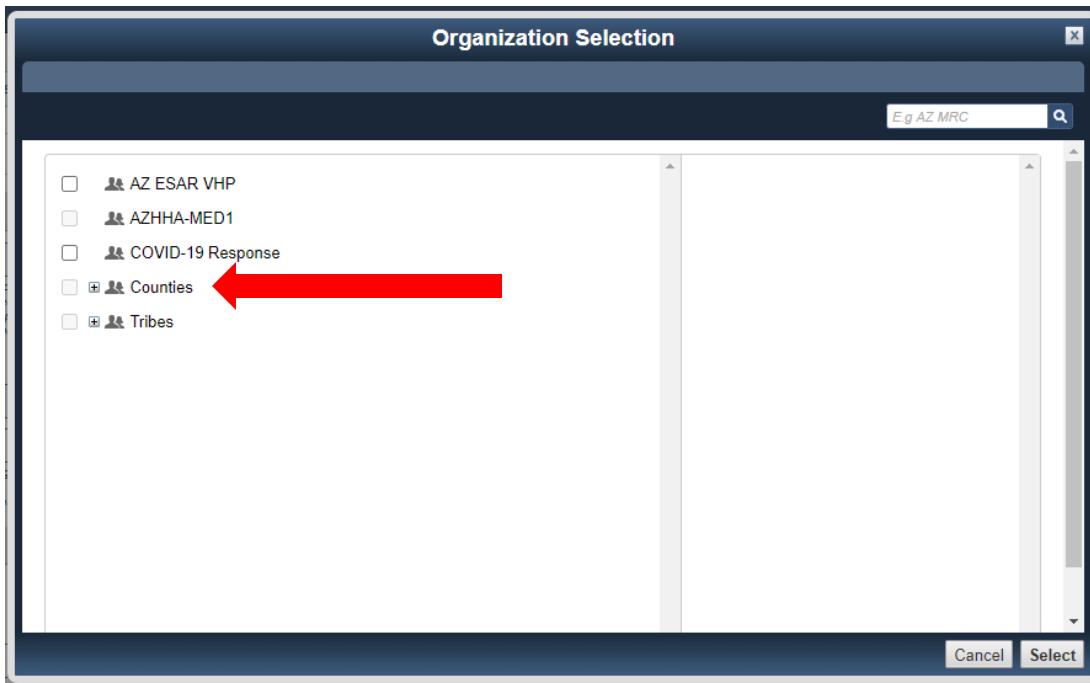 Organization Selection
E.g AZ MRC
AZ ESAR VHP
AZHHA-MED1
COVID-19 Response
Counties
Tribes
Cancel Select